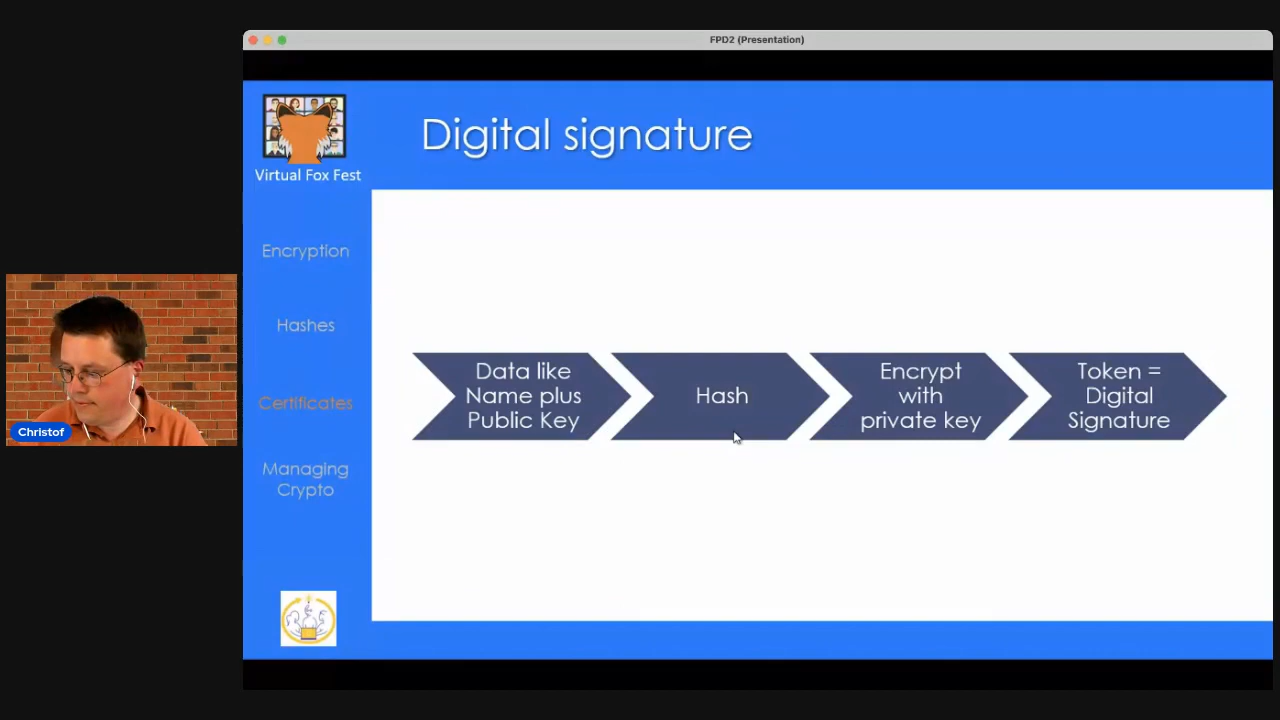 FPD2 (Presentation)
Virtual Fox Fest
Digital signature
Encryption
Hashes
Certificates
Managing
Crypto
Data like
Name plus
Public Key
Hash
Encrypt
with
private key
Token =
Digital
Signature
Christof